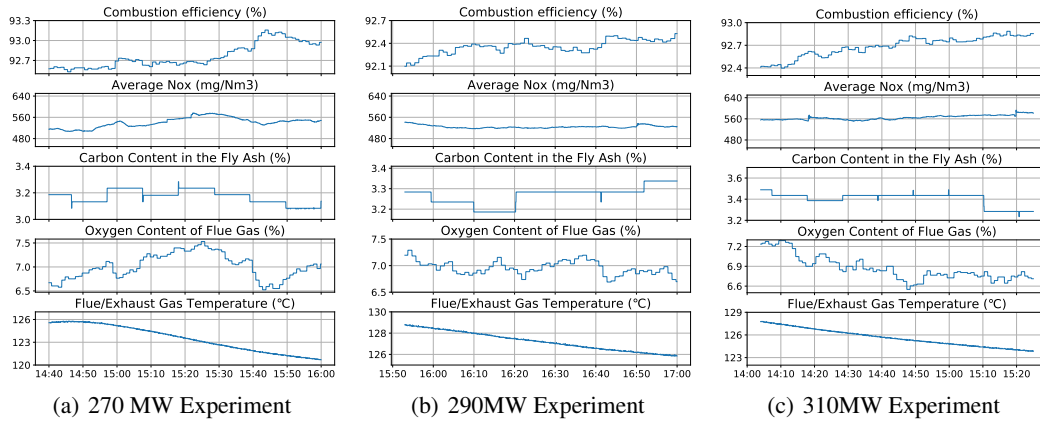 Combustion efficiency (%)
93.3
93.0
92.7
Average Nox (mg/Nm3)
640
560
480
Carbon Content in the Fly Ash (%)
3.4
3.2
3.0
Oxygen Content of Flue Gas (%)
7.5
7.0
6.5
Flue/Exhaust Gas Temperature (℃)
126
123
120
14:40 14:50 15:00 15:10 15:20 15:30 15:40 15:50 16:00
(a) 270 MW Experiment
Combustion efficiency (%)
92.7
92.4
92.1
Average Nox (mg/Nm3)
640
560
480
Carbon Content in the Fly Ash (%)
3.4
3.3
3.2
Oxygen Content of Flue Gas (%)
7.5
7.0
6.5
Flue/Exhaust Gas Temperature (℃)
130
128
126
15:50 16:00 16:10 16:20 16:30 16:40 16:50 17:00
(b) 290MW Experiment
Combustion efficiency (%)
93.0
92.7
92.4
Average Nox (mg/Nm3)
640
560
480
Carbon Content in the Fly Ash (%)
3.6
3.4
3.2
Oxygen Content of Flue Gas (%)
7.2
6.9
6.6
Flue/Exhaust Gas Temperature (℃)
129
126
123
14:00 14:10 14:20 14:30 14:40 14:50 15:00 15:10 15:20
(c) 310MW Experiment